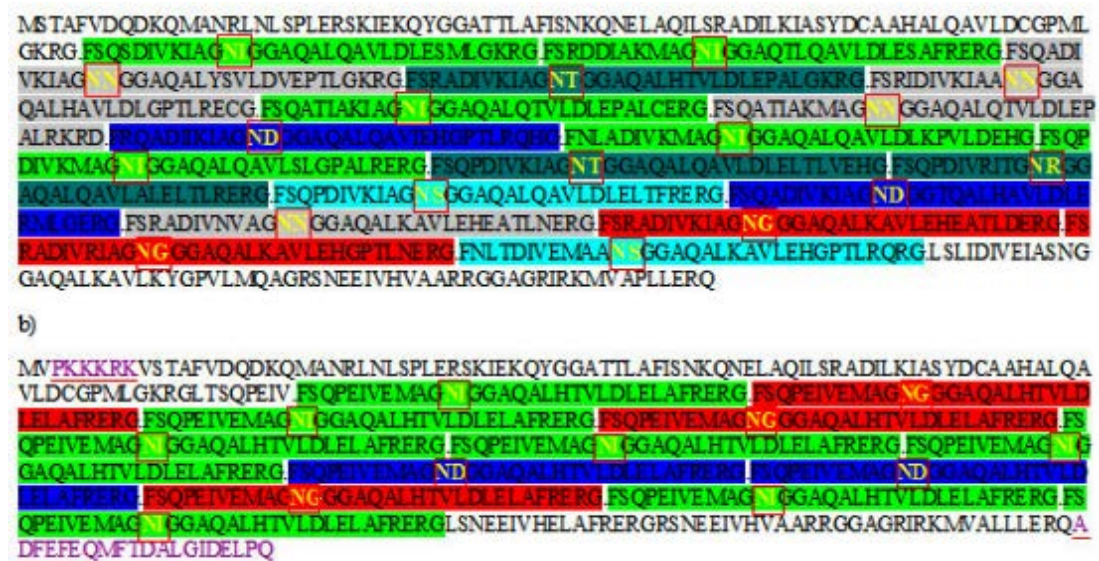 MSTAFVDQDKQMANRLNLSPLERSKIEKQYGGATTLAFISNKQNELAQILSRADILKIASYDCAAHALQAVLDCGPML
GKRG.FSQSDIVKIAGNIGGAQALQAVLDLESMLGKRG.FSRDDIAKMAGNIGGAQTLQAVLDLESAFRERG.FSQADI
VKIAGNNGGAQALYSVLDVEPTLGKRG.FSRADIVKIAGNTGGAQALHTVLDLEPALGKRG.FSRIDIVKIAANNGGA
QALHAVLDLGPTLRECG.FSQATIAKIAGNIGGAQALQTVLDLEPALCERG.FSQATIAKMAGNNGGAQALQTVLDLEP
ALRKRD.FRQADIIKIAGNDGGAQALQAVIEHGPTLRQHG.FNLADIVKMAGNIGGAQALQAVLDLKPVLDEHG.FSQP
DIVKMAGNIGGAQALQAVLSLGPALRERG.FSQPDIVKIAGNTGGAQALQAVLDLELTLVEHG.FSQPDIVRITGNRGG
AQALQAVLALELTLRERG.FSQPDIVKIAGNSGGAQALQAVLDLELTFRERG.FSQADIVKIAGNDGGTQALHAVLDLE
RMLGERG.FSRADIVNVAGNNGGAQALKAVLEHEATLNERG.FSRADIVKIAGNGGGAQALKAVLEHEATLDERG.FS
RADIVRIAGNGGGAQALKAVLEHGPTLNERG.FNLTDIVEMAANSGGAQALKAVLEHGPTLRQRG.LSLIDIVEIASNG
GAQALKAVLKYGPVLMQAGRSNEEIVHVAARRGGAGRIRKMVAPLLERQ
b)
MVPKKKRKVSTAFVDQDKQMANRLNLSPLERSKIEKQYGGATTLAFISNKQNELAQILSRADILKIASYDCAAHALQA
VLDCGPMLGKRGLTSQPEIV.FSQPEIVEMAGNIGGAQALHTVLDLELAFRERG.FSQPEIVEMAGNGGGAQALHTVLD
LELAFRERG.FSQPEIVEMAGNIGGAQALHTVLDLELAFRERG.FSQPEIVEMAGNGGGAQALHTVLDLELAFRERG.FS
QPEIVEMAGNIGGAQALHTVLDLELAFRERG.FSQPEIVEMAGNIGGAQALHTVLDLELAFRERG.FSQPEIVEMAGNIG
GAQALHTVLDLELAFRERG.FSQPEIVEMAGNDGGAQALHTVLDLELAFRERG.FSQPEIVEMAGNDGGAQALHTVLD
LELAFRERG.FSQPEIVEMAGNGGGAQALHTVLDLELAFRERG.FSQPEIVEMAGNIGGAQALHTVLDLELAFRERG.FS
QPEIVEMAGNIGGAQALHTVLDLELAFRERGLSNEEIVHELAFRERGRSNEEIVHVAARRGGAGRIRKMVALLLERQA
DFEFEQMFTDALGIDELPQ